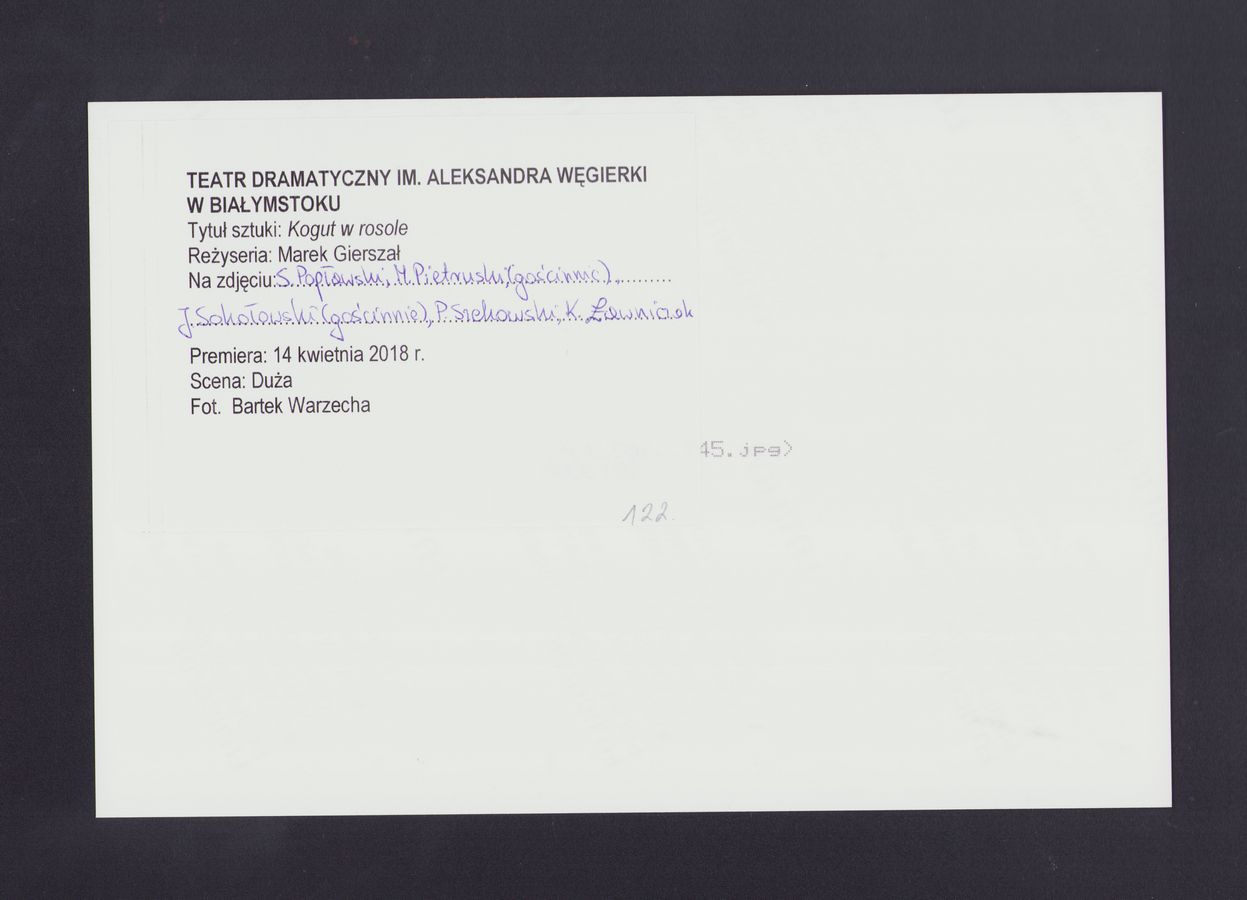 TEATR DRAMATYCZNY IM. ALEKSANDRA WĘGIERKI
W BIAŁYMSTOKU
Tytuł sztuki: Kogut w rosole
Reżyseria: Marek Gierszał
Na zdjęciu: S. Popławski, M. Pietruski, (gościnnie),
J. Sokołowski (gościnnie), P. Szekowski, K. Ławniczak
Premiera: 14 kwietnia 2018 r.
Scena: Duża
Fot. Bartek Warzecha
45.jpg)
122.